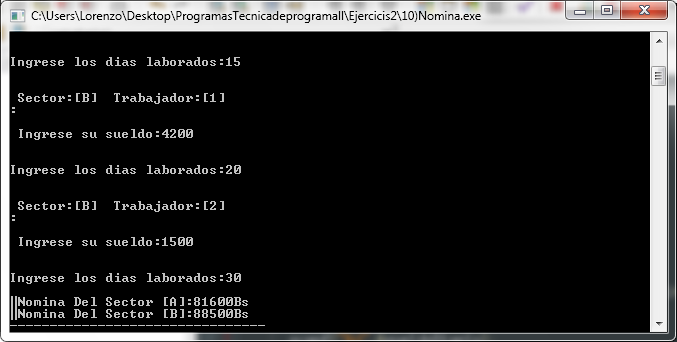 C:\Users\Lorenzo\Desktop\ProgramasTecnicadeprogramaII\Ejercicis2\10)Nomina.exe
Ingrese los dias laborados:15
Sector:[B]  Trabajador:[1]
:
Ingrese su sueldo:4200
Ingrese los dias laborados:20
Sector:[B]  Trabajador:[2]
:
Ingrese su sueldo:1500
Ingrese los dias laborados:30
||Nomina Del Sector [A]:81600Bs
||Nomina Del Sector [B]:88500Bs
---------------------------------